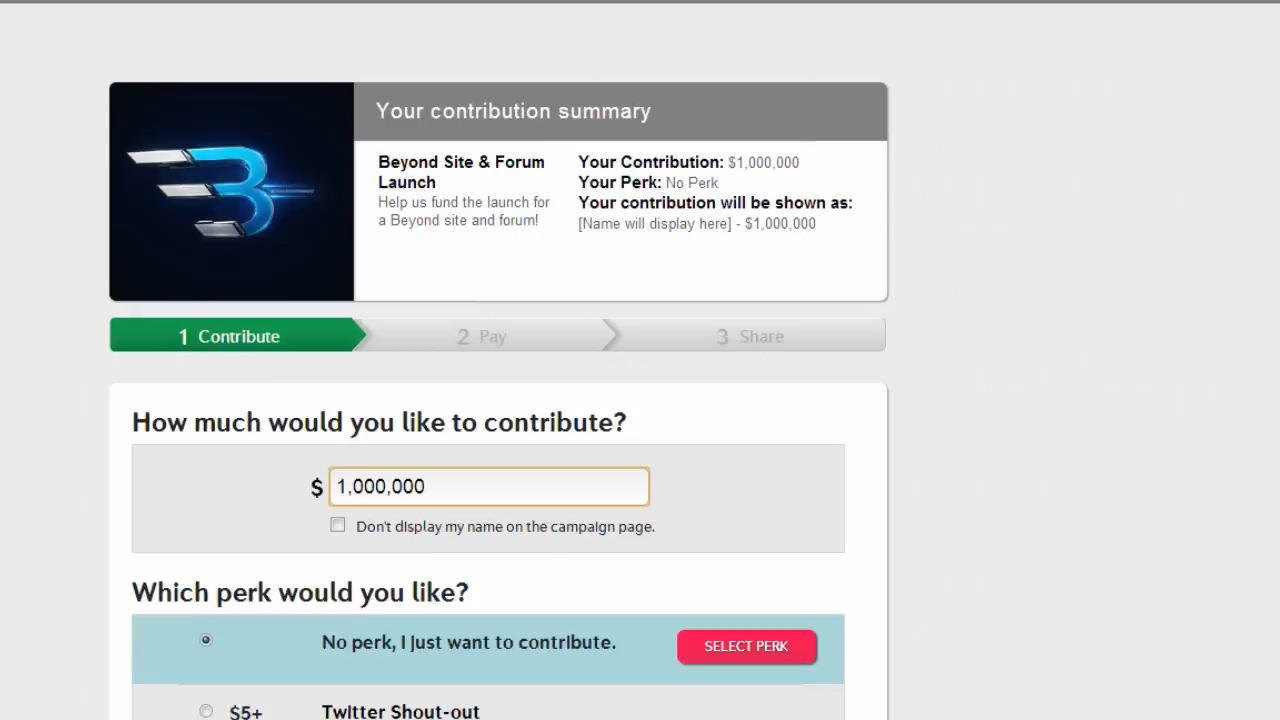 Your contribution summary
Beyond Site & Forum
Launch
Help us fund the launch for
a Beyond site and forum!
Your Contribution: $1,000,000
Your Perk: No Perk
Your contribution will be shown as:
[Name will display here] - $1,000,000
1 Contribute
2 Pay
3 Share
How much would you like to contribute?
$ 1,000,000
Don't display my name on the campaign page.
Which perk would you like?
No perk, I just want to contribute.
SELECT PERK
$5+ Twitter Shout-out